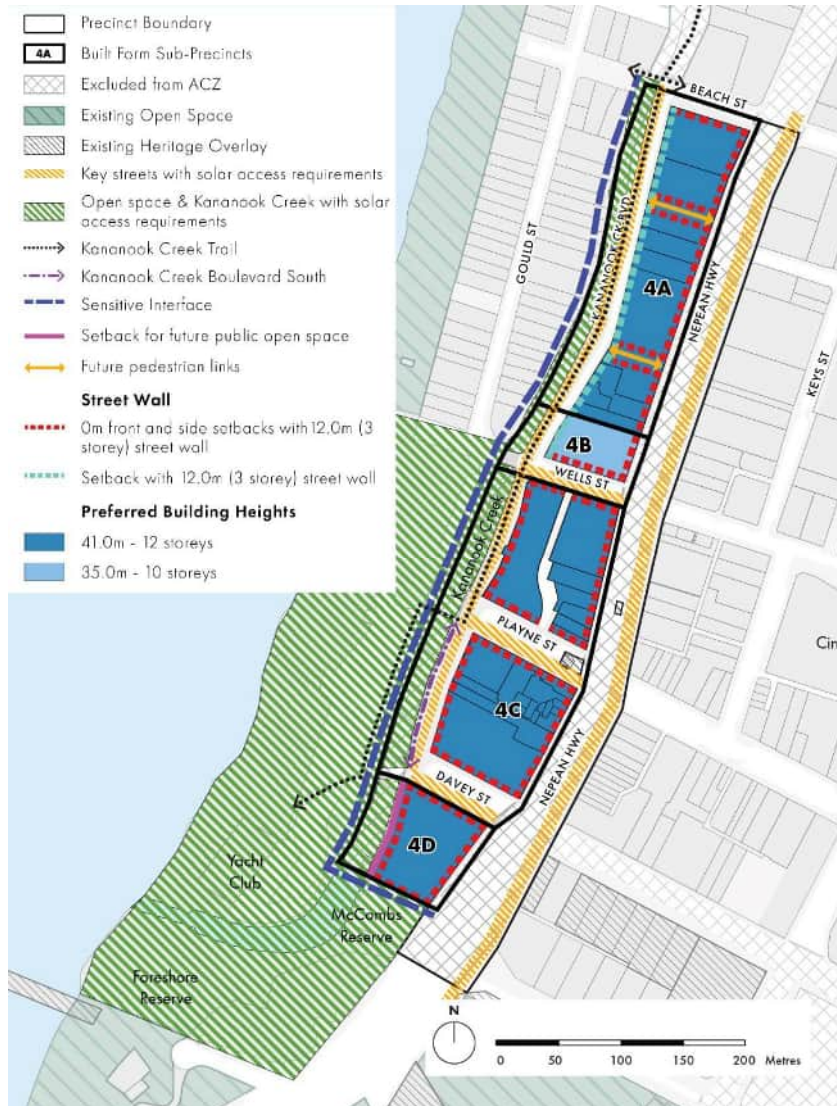 Precinct Boundary
4A
Built Form Sub-Precincts
Excluded from ACZ
Existing Open Space
Existing Heritage Overlay
Key streets with solar access requirements
Open space & Kananook Creek with solar
access requirements
Kananook Creek Trail
Kananook Creek Boulevard South
Sensitive Interface
Setback for future public open space
Future pedestrian links
Street Wall
0m front and side setbacks with 12.0m (3
storey) street wall
Setback with 12.0m (3 storey) street wall
Preferred Building Heights
41.0m - 12 storeys
35.0m - 10 storeys
BEACH ST
GOULD ST
KANANOOK CK BVD
4A
NEPEAN HWY
KEYS ST
4B
WELLS ST
Kananook Creek
PLAYNE ST
Cin
4C
NEPEAN HWY
DAVEY ST
4D
Yacht
Club
McCombs
Reserve
Foreshore
Reserve
N
0 50 100 150 200 Metres